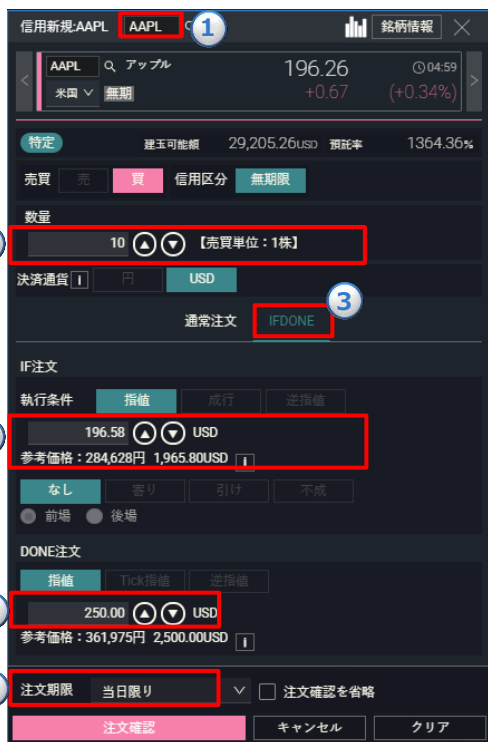 信用新規:AAPL AAPL 1 銘柄情報
AAPL アップル 196.26 04:59
米国 無期 +0.67 (+0.34%)
特定 建玉可能額 29,205.26USD 預託率 1364.36%
売買 売 買 信用区分 無期限
数量
10 【売買単位：1株】
決済通貨 i 円 USD
3
通常注文 IFDONE
IF注文
執行条件 指値 成行 逆指値
196.58 USD
参考価格：284,628円 1,965.80USD i
なし 寄り 引け 不成
前場 後場
DONE注文
指値 Tick指値 逆指値
250.00 USD
参考価格：361,975円 2,500.00USD i
注文期限 当日限り 注文確認を省略
注文確認 キャンセル クリア